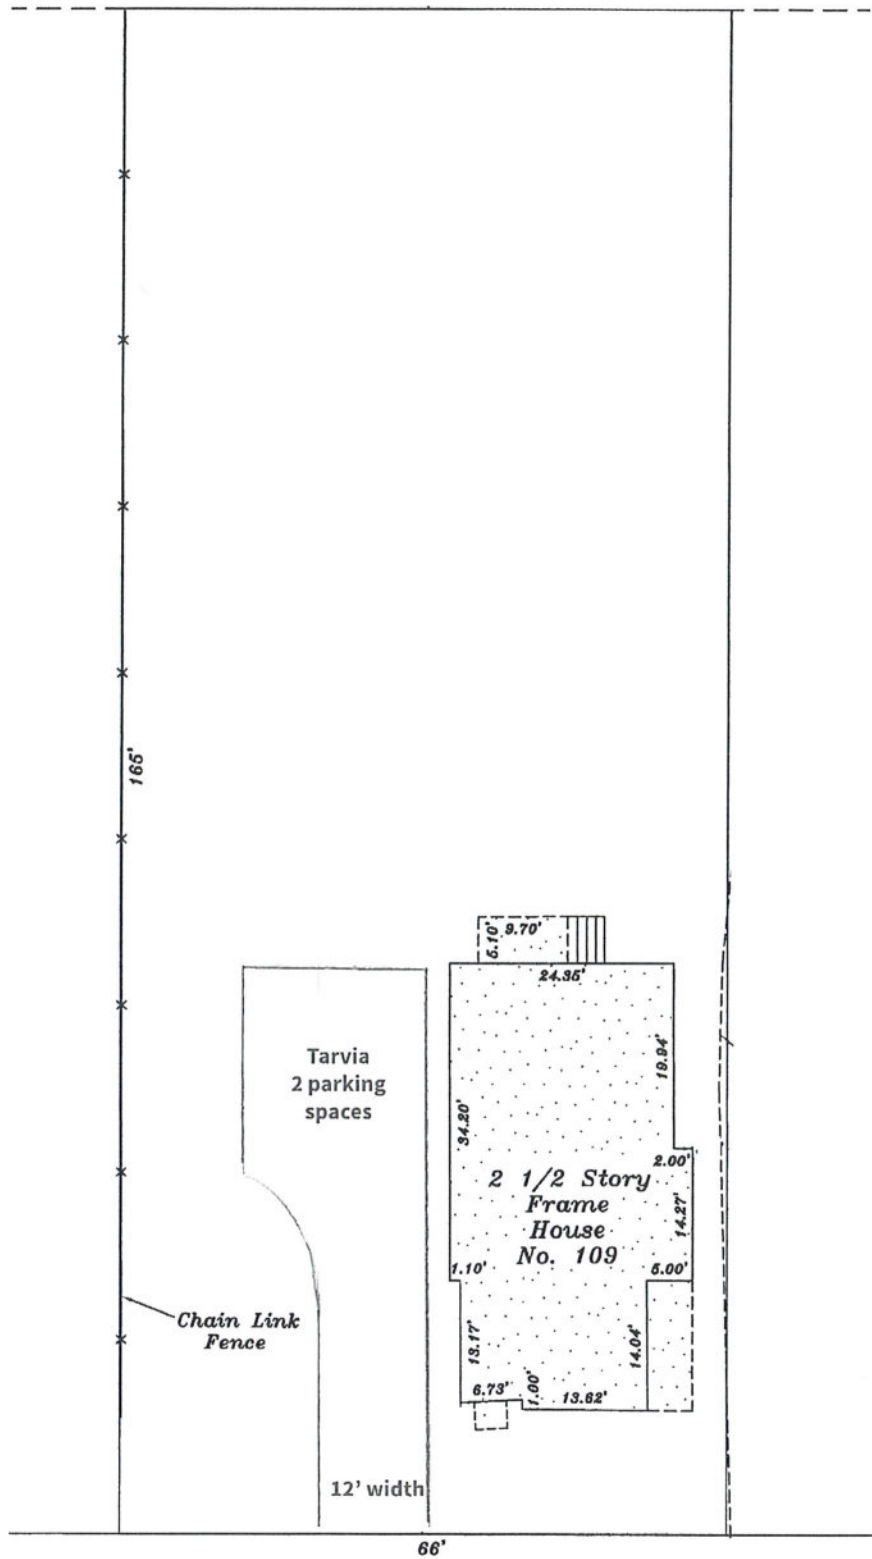 165'
5.10'
9.70'
24.35'
19.94'
Tarvia
2 parking
spaces
34.20'
2.00'
2 1/2 Story
Frame
House
No. 109
14.27'
1.10'
5.00'
Chain Link
Fence
13.17'
14.04'
6.73'
1.00'
13.62'
12' width
66'